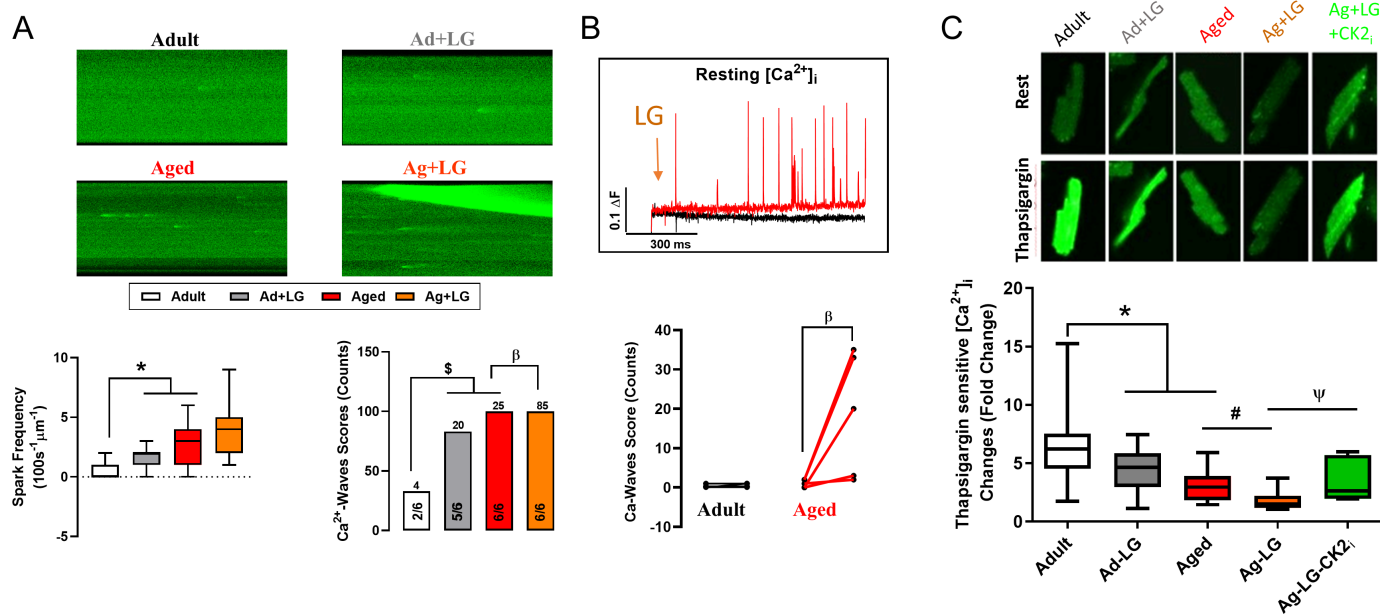 A
Adult
Ad+LG
Aged
Ag+LG
Adult
Ad+LG
Aged
Ag+LG
Spark Frequency
(100s⁻¹μm⁻¹)
10
5
0
-5
*
Ca²⁺-Waves Scores (Counts)
150
100
50
0
$
β
4
20
25
85
2/6
5/6
6/6
6/6
B
Resting [Ca²⁺]ᵢ
LG
0.1 ΔF
300 ms
Ca-Waves Score (Counts)
40
30
20
10
0
-10
β
Adult
Aged
C
Adult
Ad+LG
Aged
Ag+LG
Ag+LG
+CK2ᵢ
Rest
Thapsigargin
Thapsigargin sensitive [Ca²⁺]ᵢ
Changes (Fold Change)
20
15
10
5
0
*
#
ψ
Adult
Ad-LG
Aged
Ag-LG
Ag-LG-CK2ᵢ